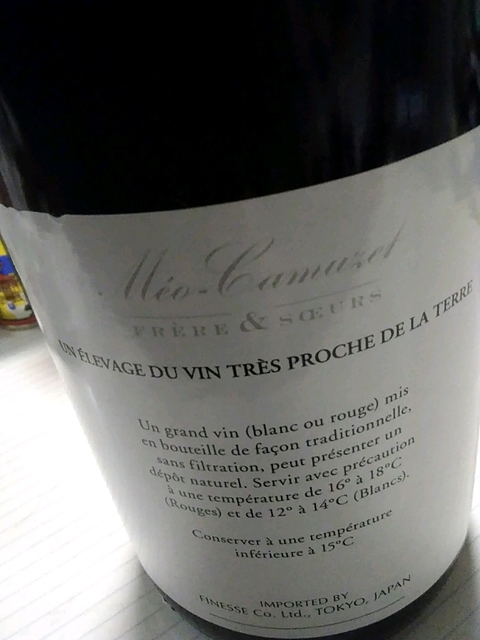 Méo-Camuzet
FRÈRE & SŒURS
UN ÉLEVAGE DU VIN TRÈS PROCHE DE LA TERRE
Un grand vin (blanc ou rouge) mis
en bouteille de façon traditionnelle,
sans filtration, peut présenter un
dépôt naturel. Servir avec précaution
à une température de 16° à 18°C
(Rouges) et de 12° à 14°C (Blancs).
Conserver à une température
inférieure à 15°C
IMPORTED BY
FINESSE Co. Ltd., TOKYO, JAPAN